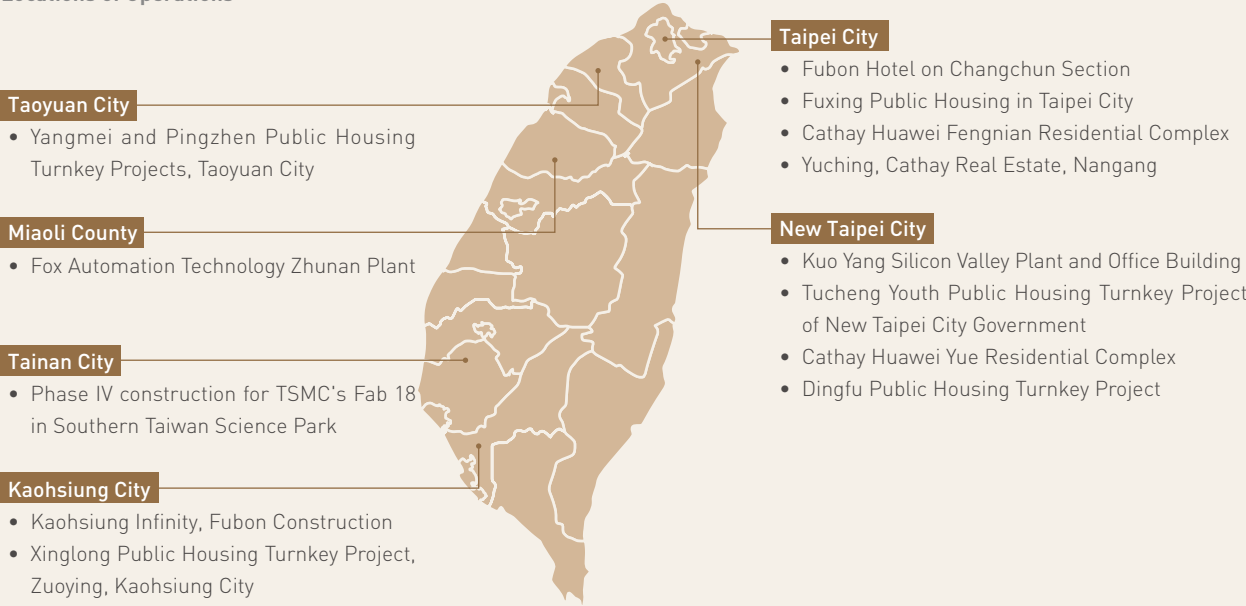 Locations of Operations
Taoyuan City
• Yangmei and Pingzhen Public Housing
Turnkey Projects, Taoyuan City
Miaoli County
• Fox Automation Technology Zhunan Plant
Tainan City
• Phase IV construction for TSMC's Fab 18
in Southern Taiwan Science Park
Kaohsiung City
• Kaohsiung Infinity, Fubon Construction
• Xinglong Public Housing Turnkey Project,
Zuoying, Kaohsiung City
Taipei City
• Fubon Hotel on Changchun Section
• Fuxing Public Housing in Taipei City
• Cathay Huawei Fengnian Residential Complex
• Yuching, Cathay Real Estate, Nangang
New Taipei City
• Kuo Yang Silicon Valley Plant and Office Building
• Tucheng Youth Public Housing Turnkey Project
of New Taipei City Government
• Cathay Huawei Yue Residential Complex
• Dingfu Public Housing Turnkey Project